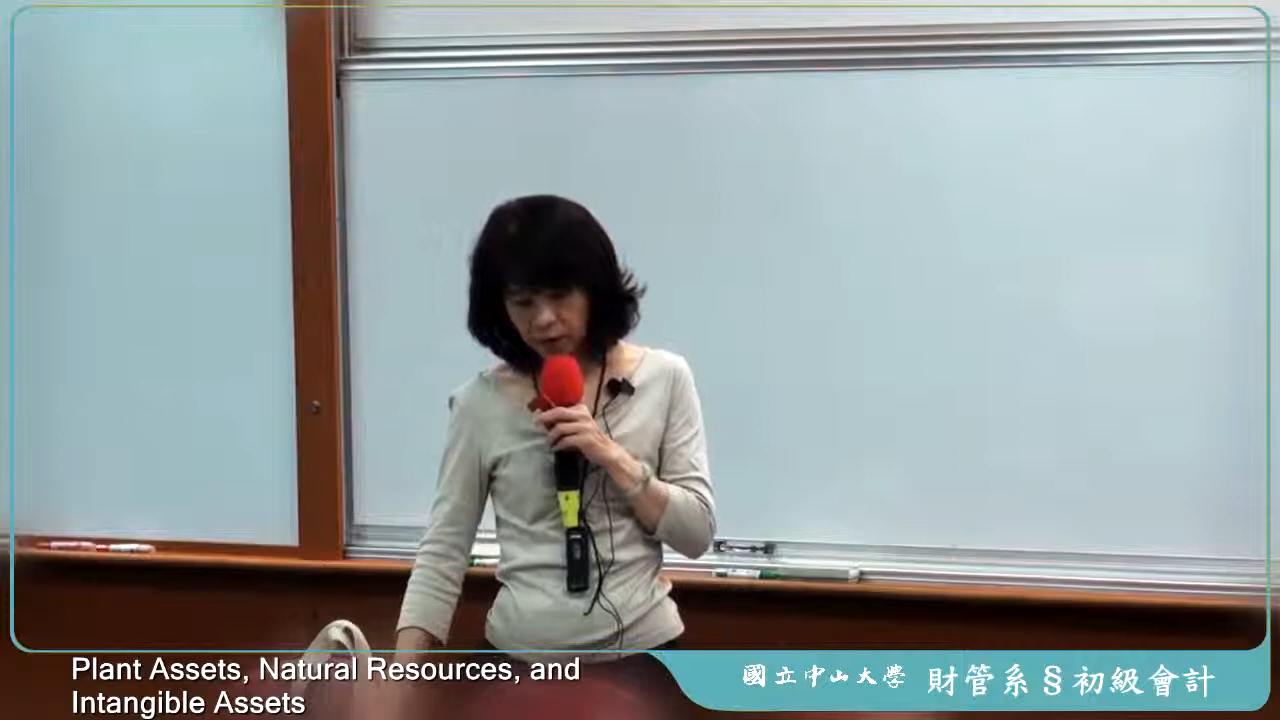 Plant Assets, Natural Resources, and
Intangible Assets
國立中山大學 財管系§初級會計